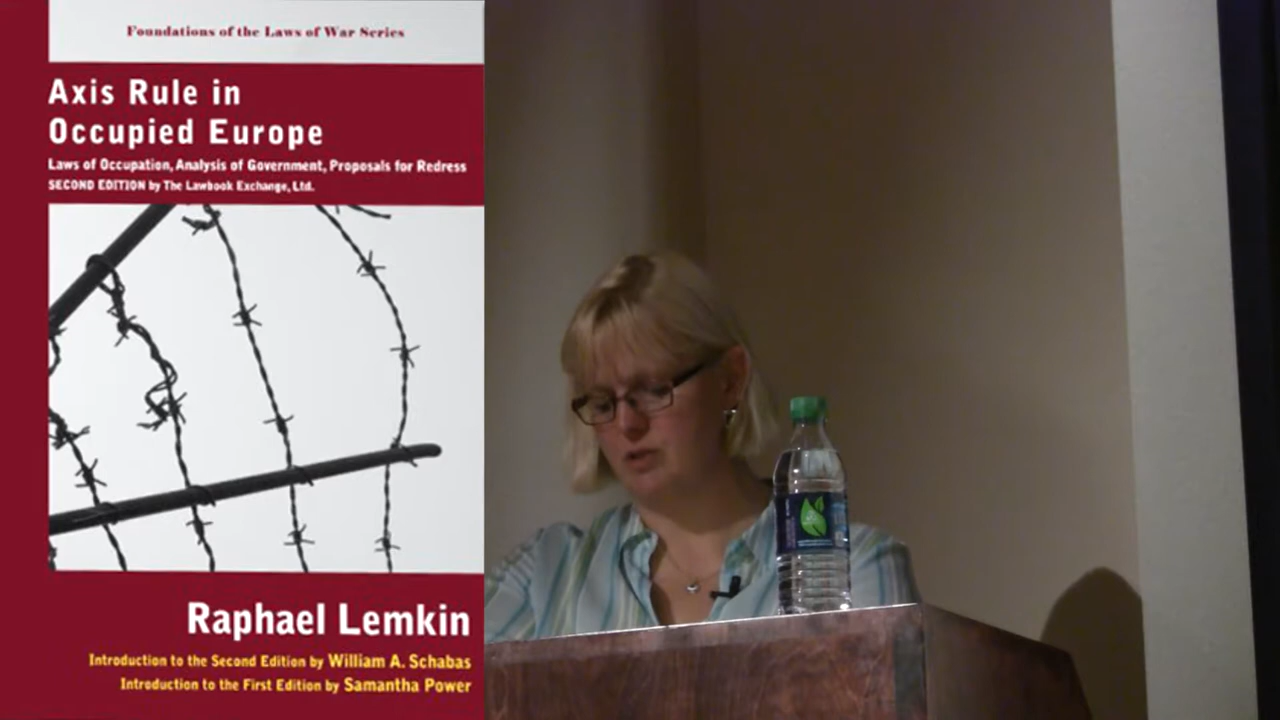 Foundations of the Laws of War Series
Axis Rule in
Occupied Europe
Laws of Occupation, Analysis of Government, Proposals for Redress
SECOND EDITION by The Lawbook Exchange, Ltd.
Raphael Lemkin
Introduction to the Second Edition by William A. Schabas
Introduction to the First Edition by Samantha Power